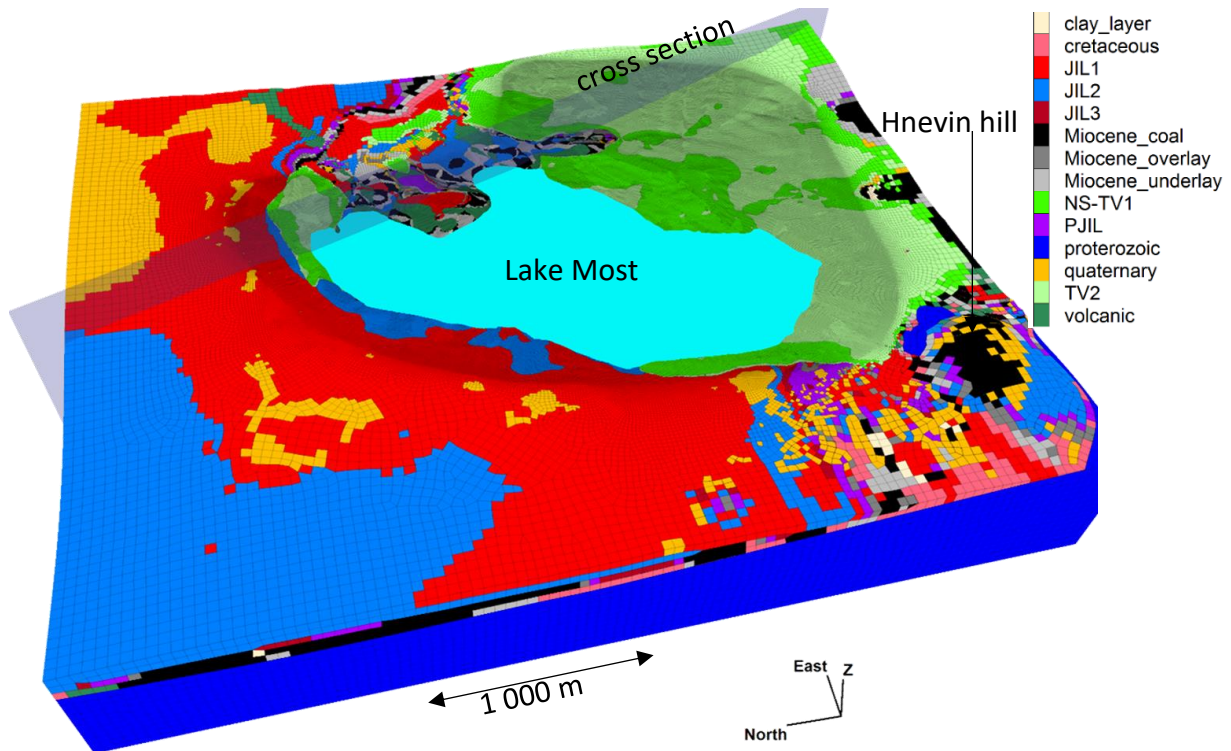 cross section
Hnevin hill
Lake Most
clay_layer
cretaceous
JIL1
JIL2
JIL3
Miocene_coal
Miocene_overlay
Miocene_underlay
NS-TV1
PJIL
proterozoic
quaternary
TV2
volcanic
1 000 m
East
Z
North